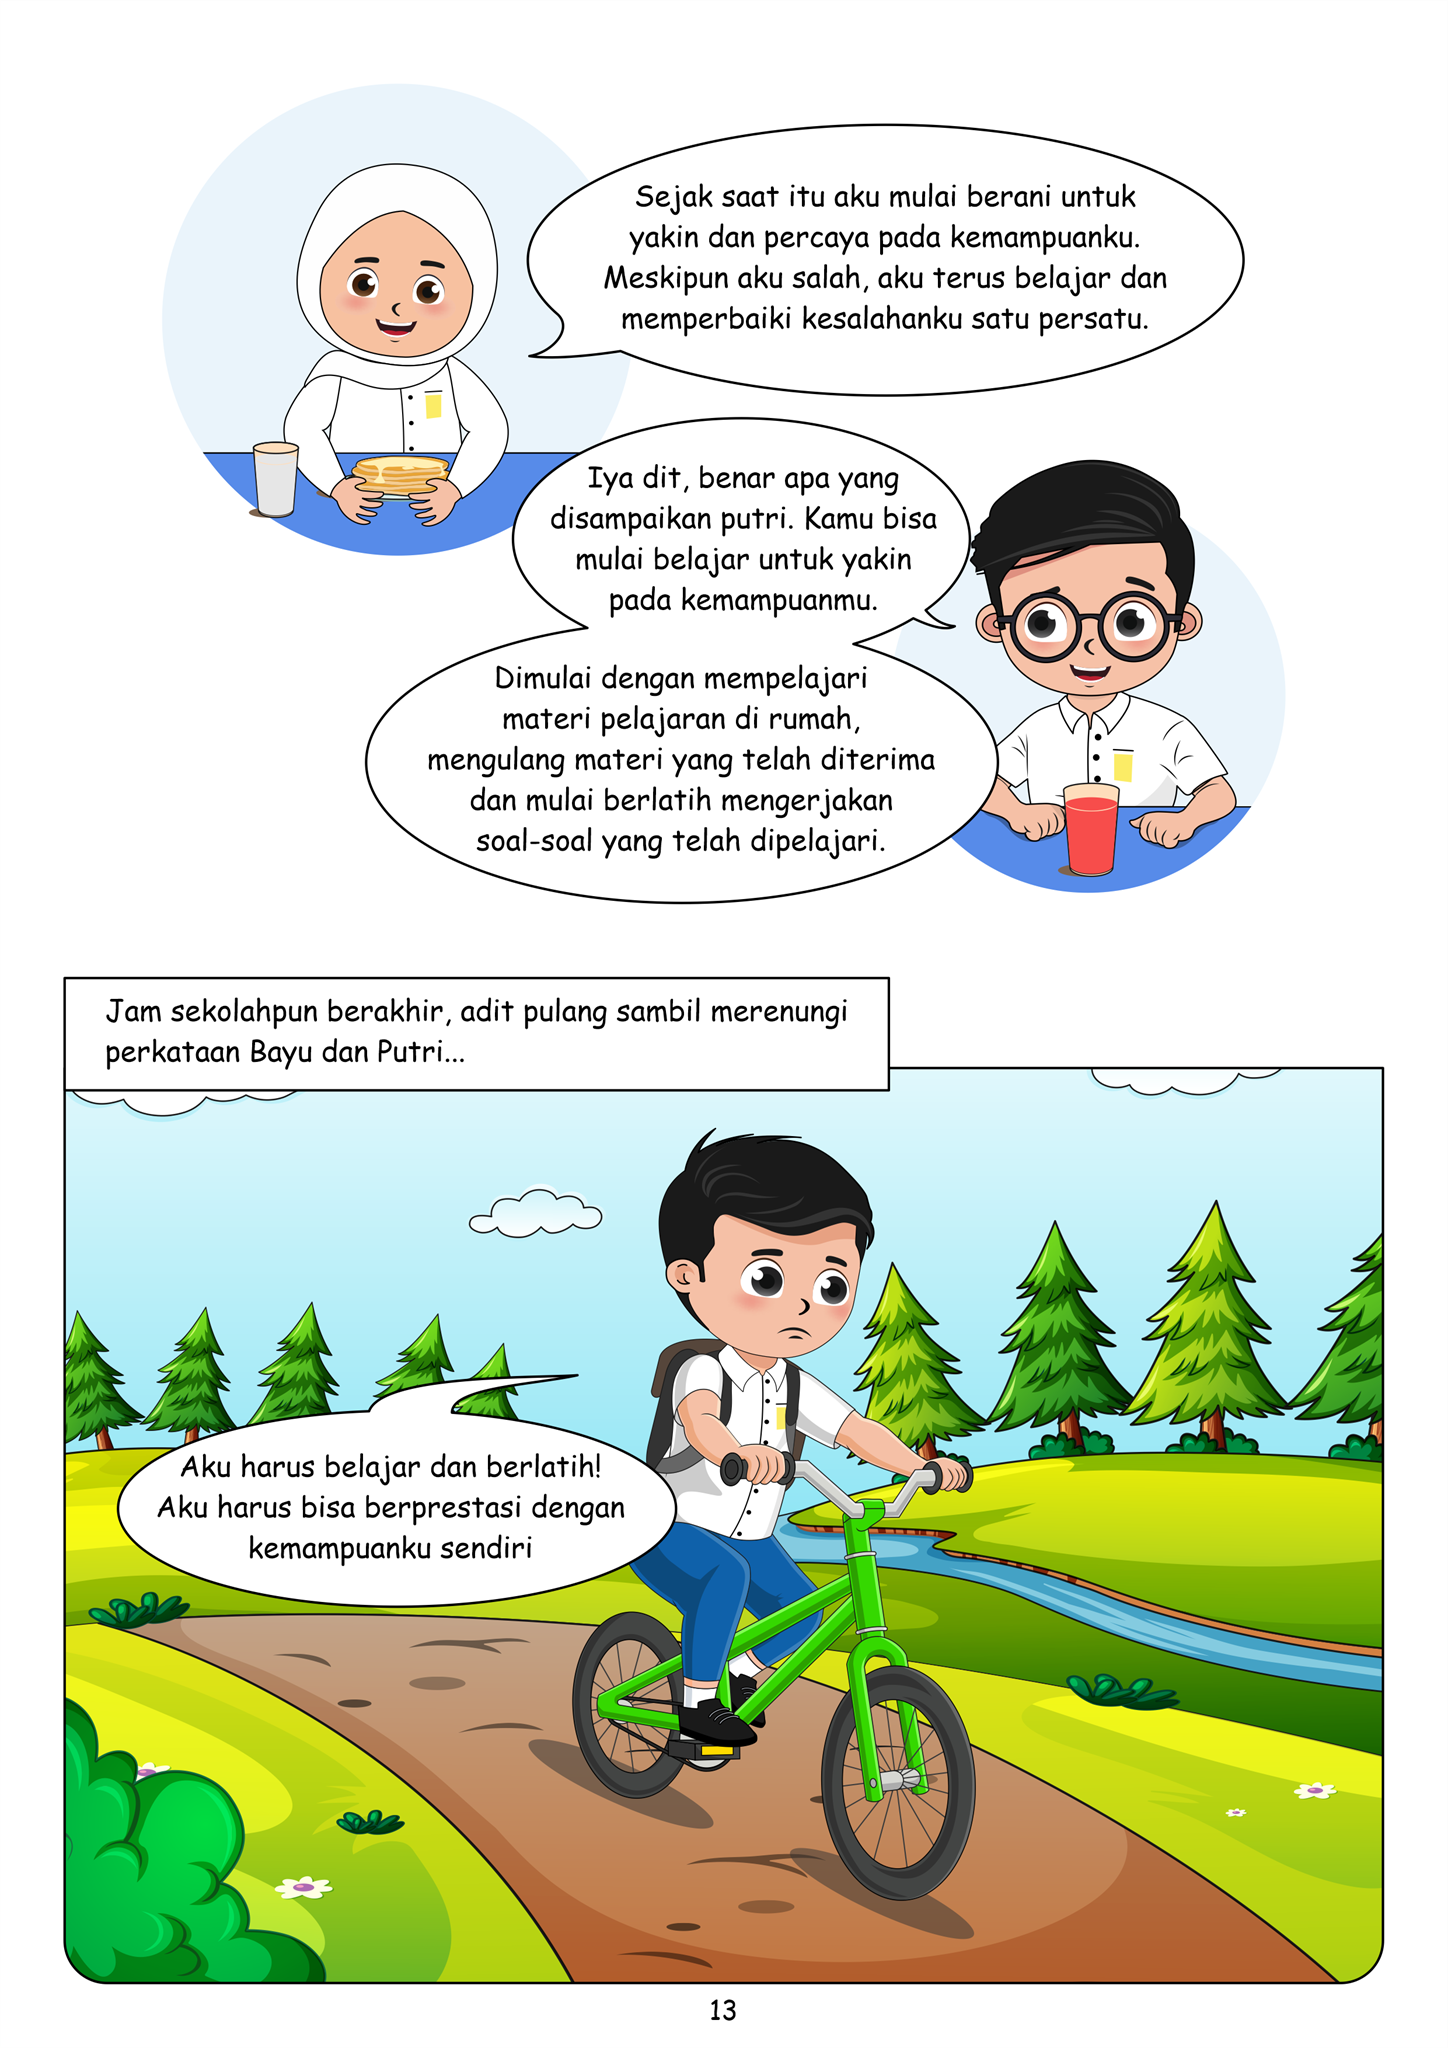 Sejak saat itu aku mulai berani untuk
yakin dan percaya pada kemampuanku.
Meskipun aku salah, aku terus belajar dan
memperbaiki kesalahanku satu persatu.
Iya dit, benar apa yang
disampaikan putri. Kamu bisa
mulai belajar untuk yakin
pada kemampuanmu.
Dimulai dengan mempelajari
materi pelajaran di rumah,
mengulang materi yang telah diterima
dan mulai berlatih mengerjakan
soal-soal yang telah dipelajari.
Jam sekolahpun berakhir, adit pulang sambil merenungi
perkataan Bayu dan Putri...
Aku harus belajar dan berlatih!
Aku harus bisa berprestasi dengan
kemampuanku sendiri
13